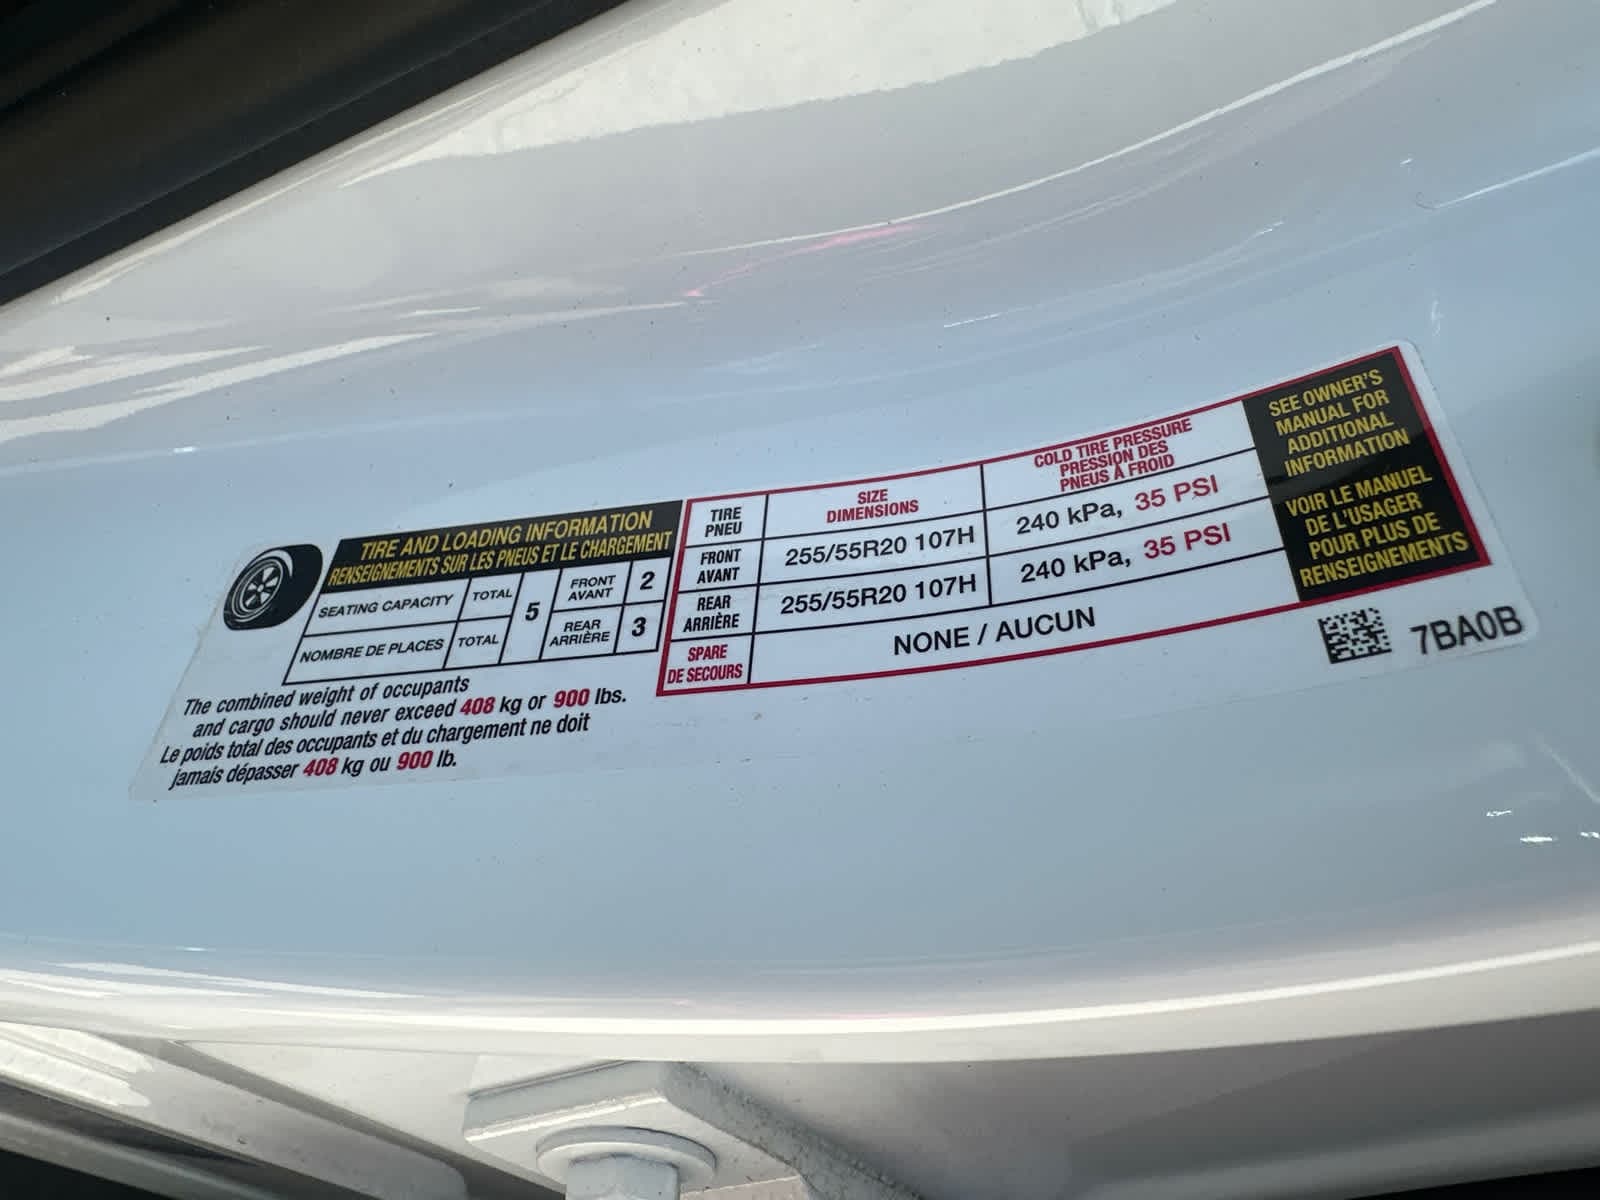 TIRE AND LOADING INFORMATION
RENSEIGNEMENTS SUR LES PNEUS ET LE CHARGEMENT
SEATING CAPACITY TOTAL 5 FRONT AVANT 2
NOMBRE DE PLACES TOTAL REAR ARRIÈRE 3
The combined weight of occupants
and cargo should never exceed 408 kg or 900 lbs.
Le poids total des occupants et du chargement ne doit
jamais dépasser 408 kg ou 900 lb.
TIRE PNEU SIZE DIMENSIONS COLD TIRE PRESSURE PRESSION DES PNEUS À FROID
FRONT AVANT 255/55R20 107H 240 kPa, 35 PSI
REAR ARRIÈRE 255/55R20 107H 240 kPa, 35 PSI
SPARE DE SECOURS NONE / AUCUN
SEE OWNER'S
MANUAL FOR
ADDITIONAL
INFORMATION
VOIR LE MANUEL
DE L'USAGER
POUR PLUS DE
RENSEIGNEMENTS
7BA0B